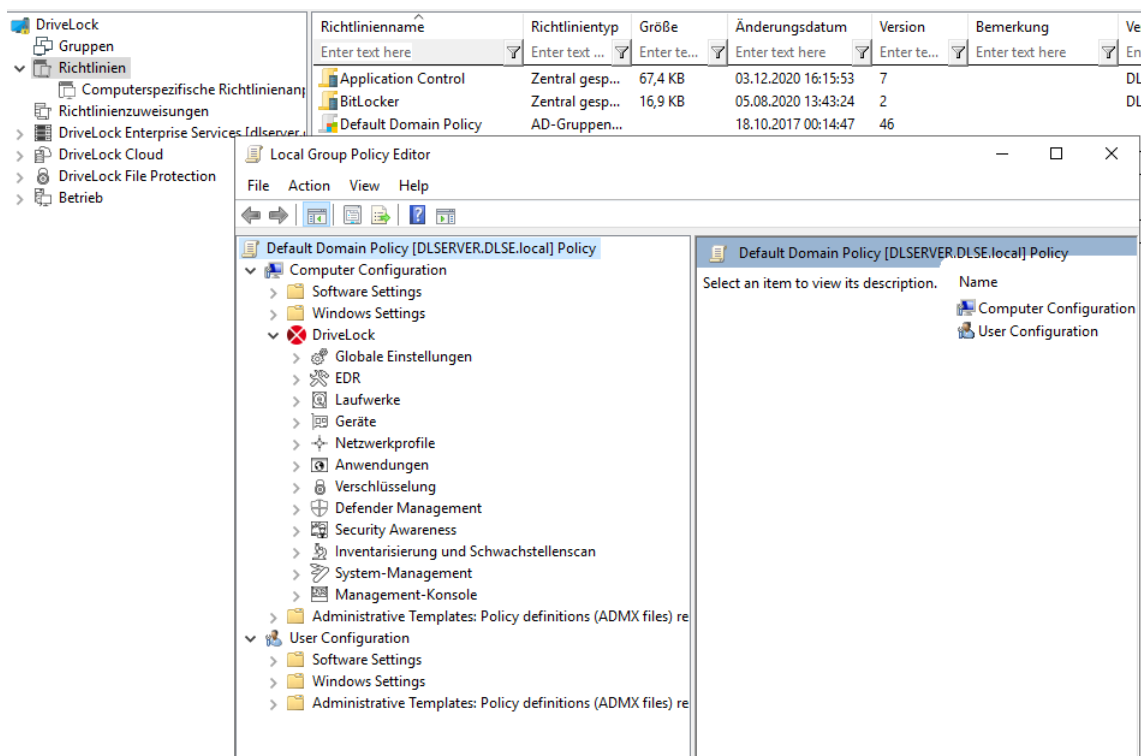 DriveLock
Gruppen
Richtlinien
Computerspezifische Richtlinienan
Richtlinienzuweisungen
DriveLock Enterprise Services [dlserver.
DriveLock Cloud
DriveLock File Protection
Betrieb
Richtlinienname Richtlinientyp Größe Änderungsdatum Version Bemerkung Ve
Enter text here Enter text ... Enter te... Enter text here Enter te... Enter text here En
Application Control Zentral gesp... 67,4 KB 03.12.2020 16:15:53 7 DL
BitLocker Zentral gesp... 16,9 KB 05.08.2020 13:43:24 2 DL
Default Domain Policy AD-Gruppen... 18.10.2017 00:14:47 46
Local Group Policy Editor
File Action View Help
Default Domain Policy [DLSERVER.DLSE.local] Policy
Computer Configuration
Software Settings
Windows Settings
DriveLock
Globale Einstellungen
EDR
Laufwerke
Geräte
Netzwerkprofile
Anwendungen
Verschlüsselung
Defender Management
Security Awareness
Inventarisierung und Schwachstellenscan
System-Management
Management-Konsole
Administrative Templates: Policy definitions (ADMX files) re
User Configuration
Software Settings
Windows Settings
Administrative Templates: Policy definitions (ADMX files) re
Default Domain Policy [DLSERVER.DLSE.local] Policy
Select an item to view its description.
Name
Computer Configuration
User Configuration